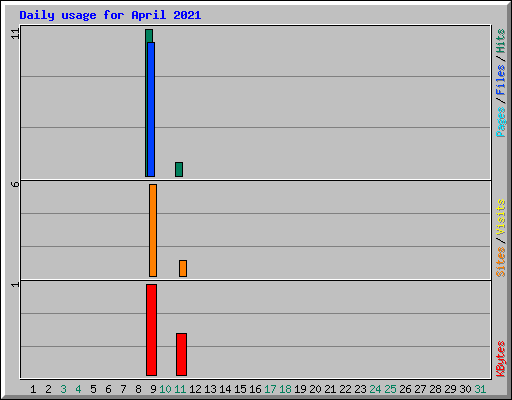 Daily usage for April 2021
11
Pages / Files / Hits
6
Sites / Visits
1
KBytes
1 2 3 4 5 6 7 8 9 10 11 12 13 14 15 16 17 18 19 20 21 22 23 24 25 26 27 28 29 30 31